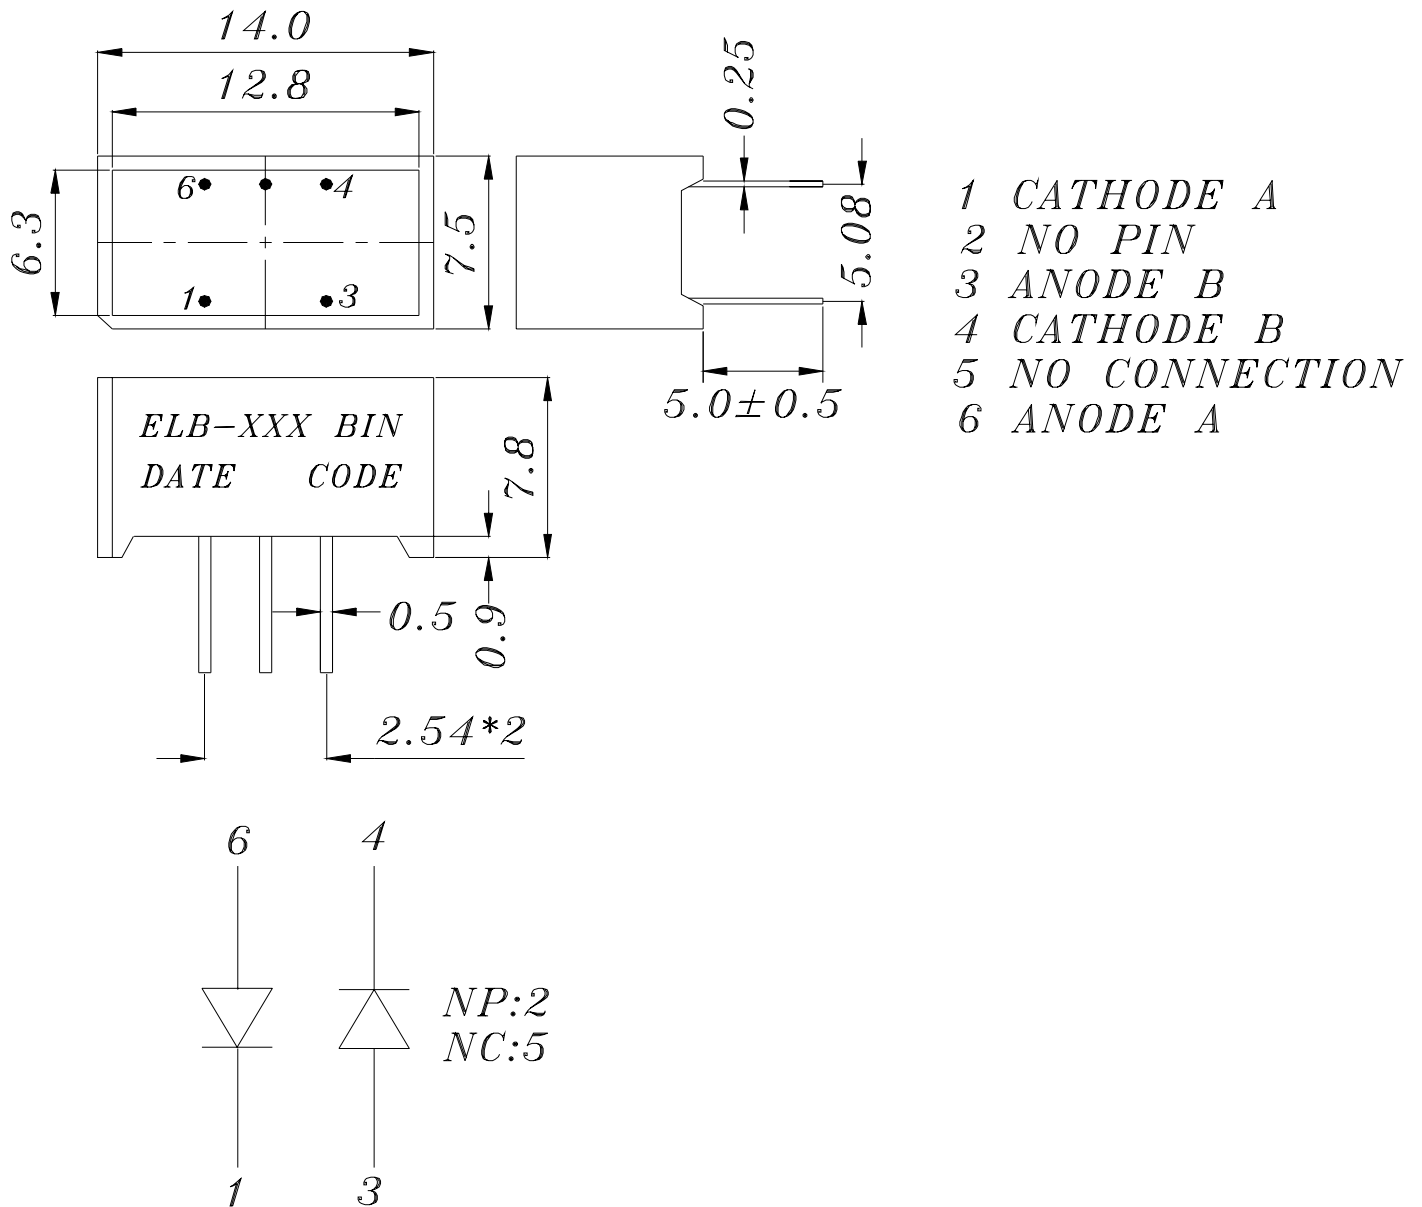 14.0
12.8
6.3
7.5
6
4
1
3
0.25
5.08
5.0±0.5
1 CATHODE A
2 NO PIN
3 ANODE B
4 CATHODE B
5 NO CONNECTION
6 ANODE A
ELB-XXX BIN
DATE CODE
7.8
0.5
0.9
2.54*2
6
4
NP:2
NC:5
1
3